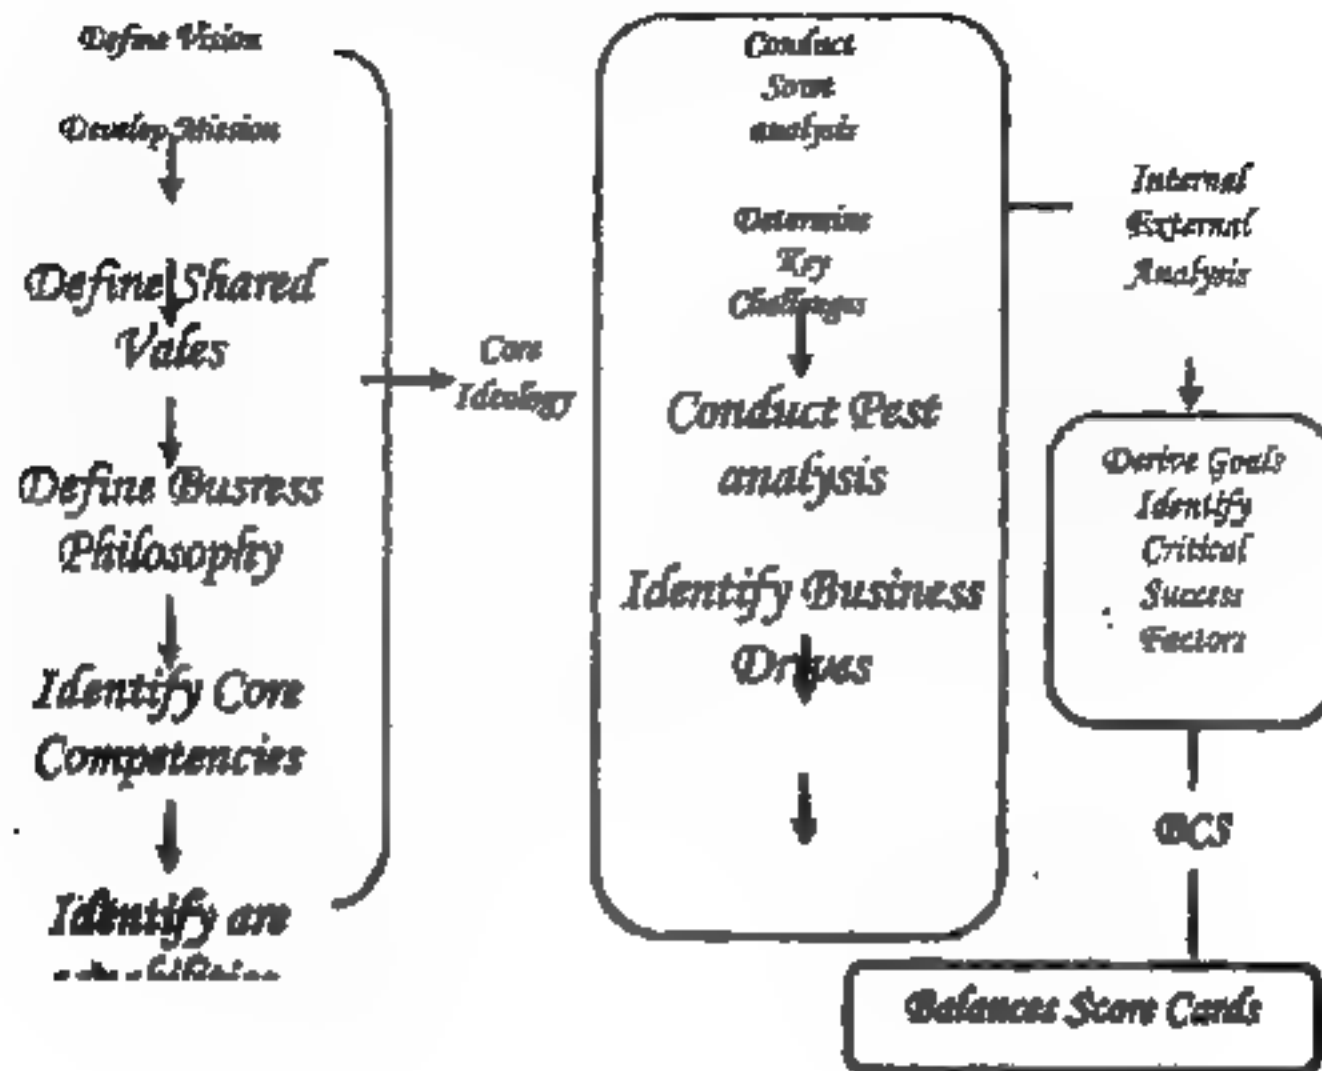 Define Vision
Develop Mission
Define Shared
Vales
Define Busress
Philosophy
Identify Core
Competencies
Identify are
Core
Ideology
Conduct
analysis
Determine
Key
Challenges
Conduct Pest
analysis
Identify Business
Drives
Internal
External
Analysis
Derive Goals
Identify
Critical
Success
Factors
BCS
Balances Score Cards